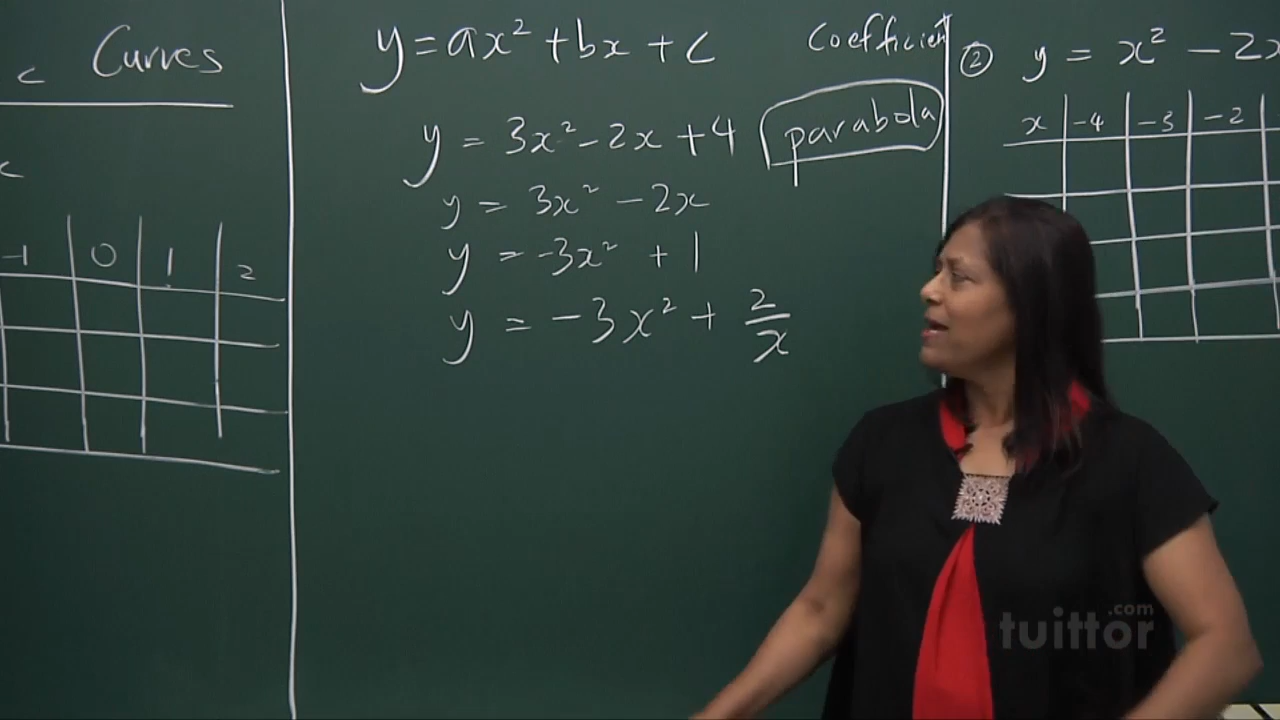 c Curves
c
-1 0 1 2
y = ax² + bx + c
Coefficient
y = 3x² - 2x + 4
parabola
y = 3x² - 2x
y = -3x² + 1
y = -3x² + 2/x
② y = x² - 2x
x -4 -3 -2
tuittor.com